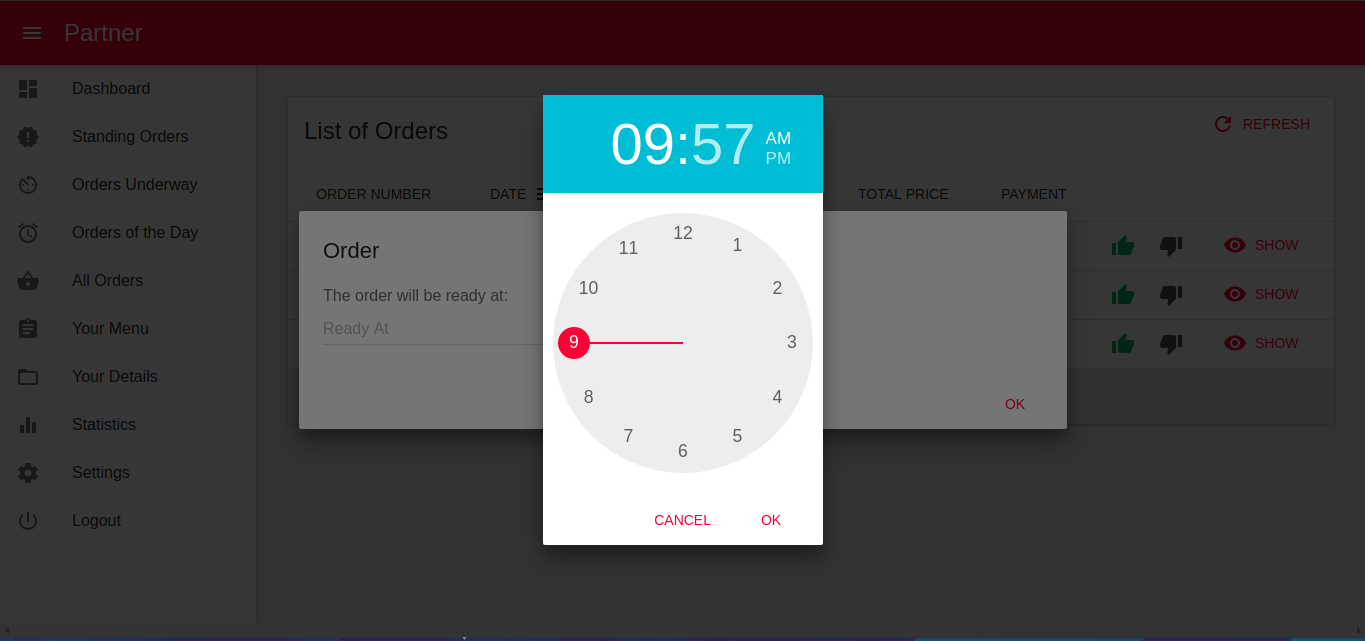 Partner
Dashboard
Standing Orders
Orders Underway
Orders of the Day
All Orders
Your Menu
Your Details
Statistics
Settings
Logout
List of Orders
REFRESH
ORDER NUMBER DATE TOTAL PRICE PAYMENT
SHOW
SHOW
SHOW
Order
The order will be ready at:
Ready At
OK
09:57 AM
PM
12
11 1
10 2
9 3
8 4
7 5
6
CANCEL OK